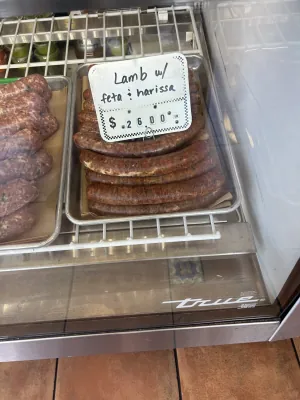 Lamb w/
feta + harissa
$ .26.00
true